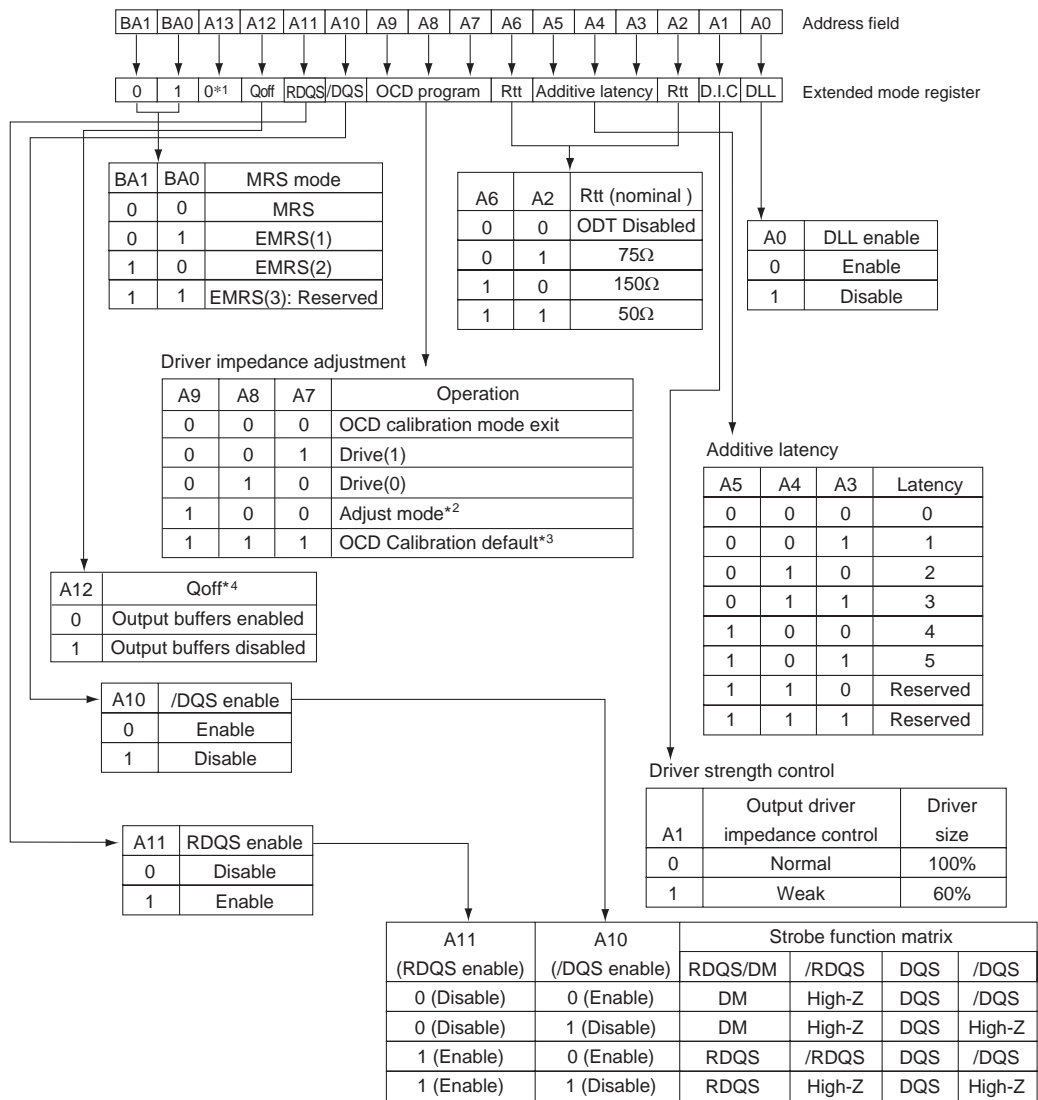 BA1 BA0 A13 A12 A11 A10 A9 A8 A7 A6 A5 A4 A3 A2 A1 A0 Address field
0 1 0*1 Qoff RDQS /DQS OCD program Rtt Additive latency Rtt D.I.C DLL Extended mode register
BA1 BA0 MRS mode
0 0 MRS
0 1 EMRS(1)
1 0 EMRS(2)
1 1 EMRS(3): Reserved
A6 A2 Rtt (nominal )
0 0 ODT Disabled
0 1 75Ω
1 0 150Ω
1 1 50Ω
A0 DLL enable
0 Enable
1 Disable
Driver impedance adjustment
A9 A8 A7 Operation
0 0 0 OCD calibration mode exit
0 0 1 Drive(1)
0 1 0 Drive(0)
1 0 0 Adjust mode*2
1 1 1 OCD Calibration default*3
Additive latency
A5 A4 A3 Latency
0 0 0 0
0 0 1 1
0 1 0 2
0 1 1 3
1 0 0 4
1 0 1 5
1 1 0 Reserved
1 1 1 Reserved
A12 Qoff*4
0 Output buffers enabled
1 Output buffers disabled
A10 /DQS enable
0 Enable
1 Disable
Driver strength control
Output driver Driver
A1 impedance control size
0 Normal 100%
1 Weak 60%
A11 RDQS enable
0 Disable
1 Enable
A11 A10 Strobe function matrix
(RDQS enable) (/DQS enable) RDQS/DM /RDQS DQS /DQS
0 (Disable) 0 (Enable) DM High-Z DQS /DQS
0 (Disable) 1 (Disable) DM High-Z DQS High-Z
1 (Enable) 0 (Enable) RDQS /RDQS DQS /DQS
1 (Enable) 1 (Disable) RDQS High-Z DQS High-Z